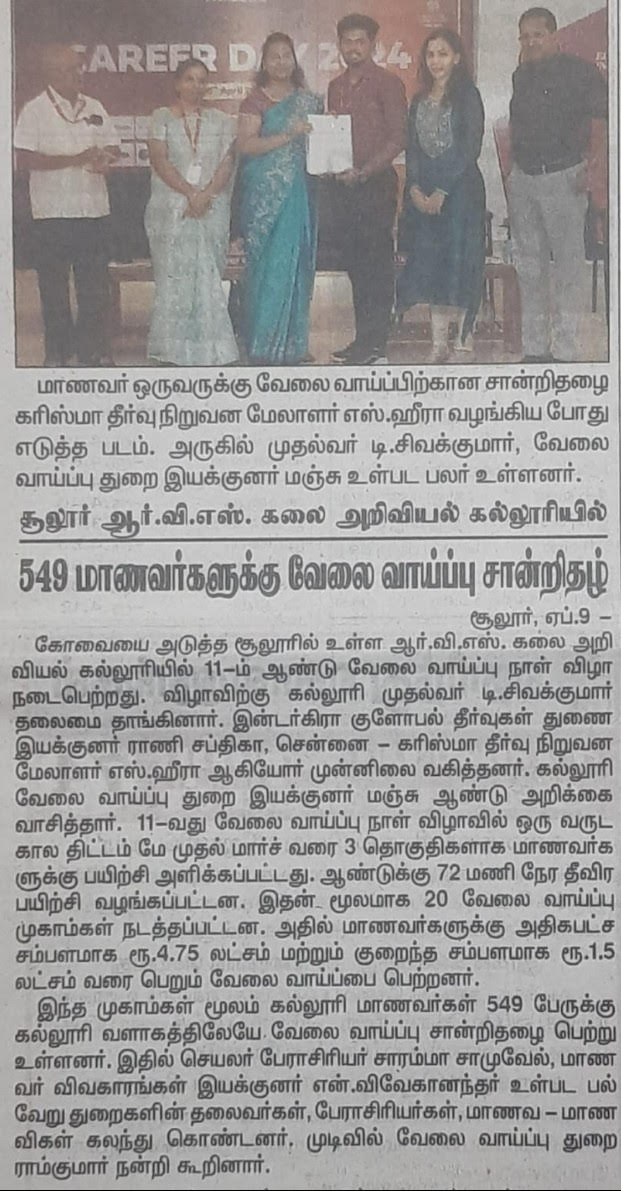 CAREER DAY 2024
மாணவர் ஒருவருக்கு வேலை வாய்ப்பிற்கான சான்றிதழை
கரிஸ்மா தீர்வு நிறுவன மேலாளர் எஸ்.ஹீரா வழங்கிய போது
எடுத்த படம். அருகில் முதல்வர் டி.சிவக்குமார், வேலை
வாய்ப்பு துறை இயக்குனர் மஞ்சு உள்பட பலர் உள்ளனர்.
சூலூர் ஆர்.வி.எஸ். கலை அறிவியல் கல்லூரியில்
549 மாணவர்களுக்கு வேலை வாய்ப்பு சான்றிதழ்
சூலூர், ஏப்.9 –
கோவையை அடுத்த சூலூரில் உள்ள ஆர்.வி.எஸ். கலை அறி
வியல் கல்லூரியில் 11–ம் ஆண்டு வேலை வாய்ப்பு நாள் விழா
நடைபெற்றது. விழாவிற்கு கல்லூரி முதல்வர் டி.சிவக்குமார்
தலைமை தாங்கினார். இன்டர்கிரா குளோபல் தீர்வுகள் துணை
இயக்குனர் ராணி சப்திகா, சென்னை – கரிஸ்மா தீர்வு நிறுவன
மேலாளர் எஸ்.ஹீரா ஆகியோர் முன்னிலை வகித்தனர். கல்லூரி
வேலை வாய்ப்பு துறை இயக்குனர் மஞ்சு ஆண்டு அறிக்கை
வாசித்தார். 11–வது வேலை வாய்ப்பு நாள் விழாவில் ஒரு வருட
கால திட்டம் மே முதல் மார்ச் வரை 3 தொகுதிகளாக மாணவர்க
ளுக்கு பயிற்சி அளிக்கப்பட்டது. ஆண்டுக்கு 72 மணி நேர தீவிர
பயிற்சி வழங்கப்பட்டன. இதன் மூலமாக 20 வேலை வாய்ப்பு
முகாம்கள் நடத்தப்பட்டன. அதில் மாணவர்களுக்கு அதிகபட்ச
சம்பளமாக ரூ.4.75 லட்சம் மற்றும் குறைந்த சம்பளமாக ரூ.1.5
லட்சம் வரை பெறும் வேலை வாய்ப்பை பெற்றனர்.
இந்த முகாம்கள் மூலம் கல்லூரி மாணவர்கள் 549 பேருக்கு
கல்லூரி வளாகத்திலேயே வேலை வாய்ப்பு சான்றிதழை பெற்று
உள்ளனர். இதில் செயலர் பேராசிரியர் சாரம்மா சாமுவேல், மாண
வர் விவகாரங்கள் இயக்குனர் என்.விவேகானந்தர் உள்பட பல்
வேறு துறைகளின் தலைவர்கள், பேராசிரியர்கள், மாணவ – மாண
விகள் கலந்து கொண்டனர். முடிவில் வேலை வாய்ப்பு துறை
ராம்குமார் நன்றி கூறினார்.